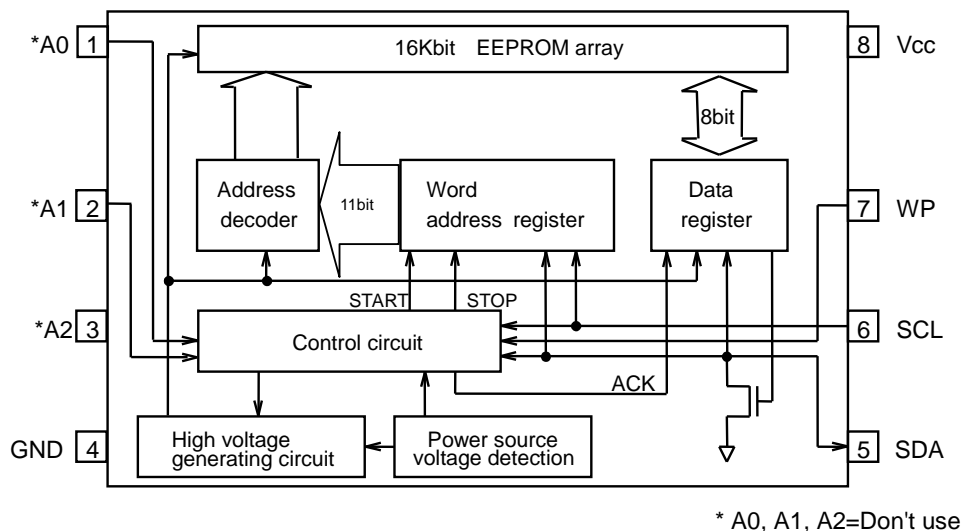 *A0 1
16Kbit EEPROM array
8 Vcc
8bit
*A1 2
Address
decoder
11bit
Word
address register
Data
register
7 WP
START
STOP
*A2 3
Control circuit
6 SCL
ACK
GND 4
High voltage
generating circuit
Power source
voltage detection
5 SDA
* A0, A1, A2=Don't use